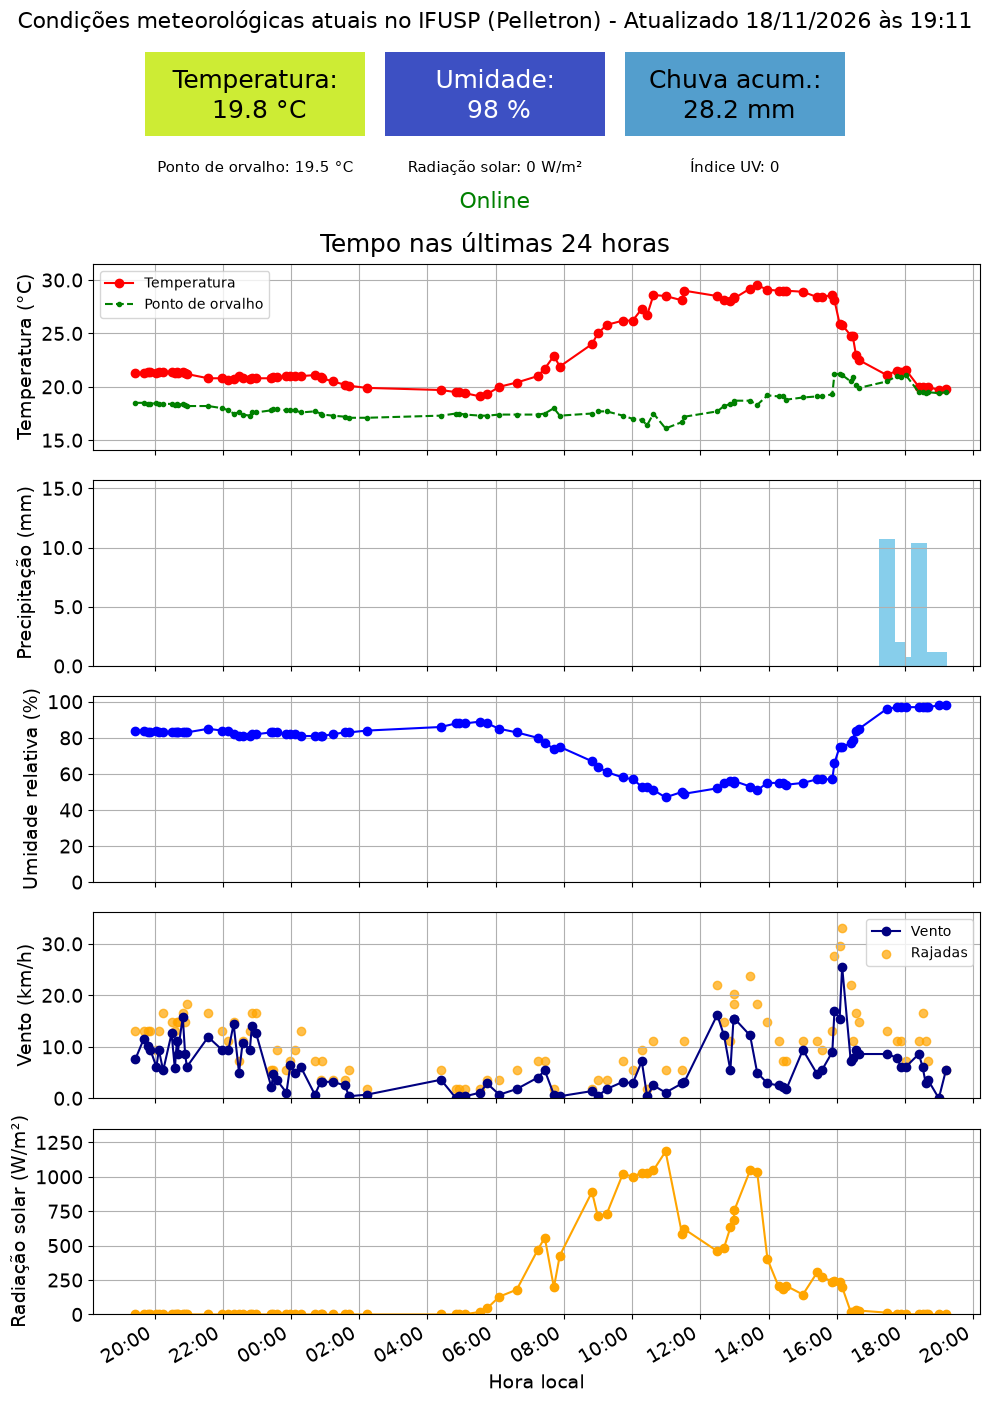 Condições meteorológicas atuais no IFUSP (Pelletron) - Atualizado 18/11/2026 às 19:11
Temperatura:
19.8 °C
Umidade:
98 %
Chuva acum.:
28.2 mm
Ponto de orvalho: 19.5 °C
Radiação solar: 0 W/m²
Índice UV: 0
Online
Tempo nas últimas 24 horas
Temperatura (°C)
30.0
25.0
20.0
15.0
Temperatura
Ponto de orvalho
Precipitação (mm)
15.0
10.0
5.0
0.0
Umidade relativa (%)
100
80
60
40
20
0
Vento (km/h)
30.0
20.0
10.0
0.0
Vento
Rajadas
Radiação solar (W/m²)
1250
1000
750
500
250
0
20:00
22:00
00:00
02:00
04:00
06:00
08:00
10:00
12:00
14:00
16:00
18:00
20:00
Hora local